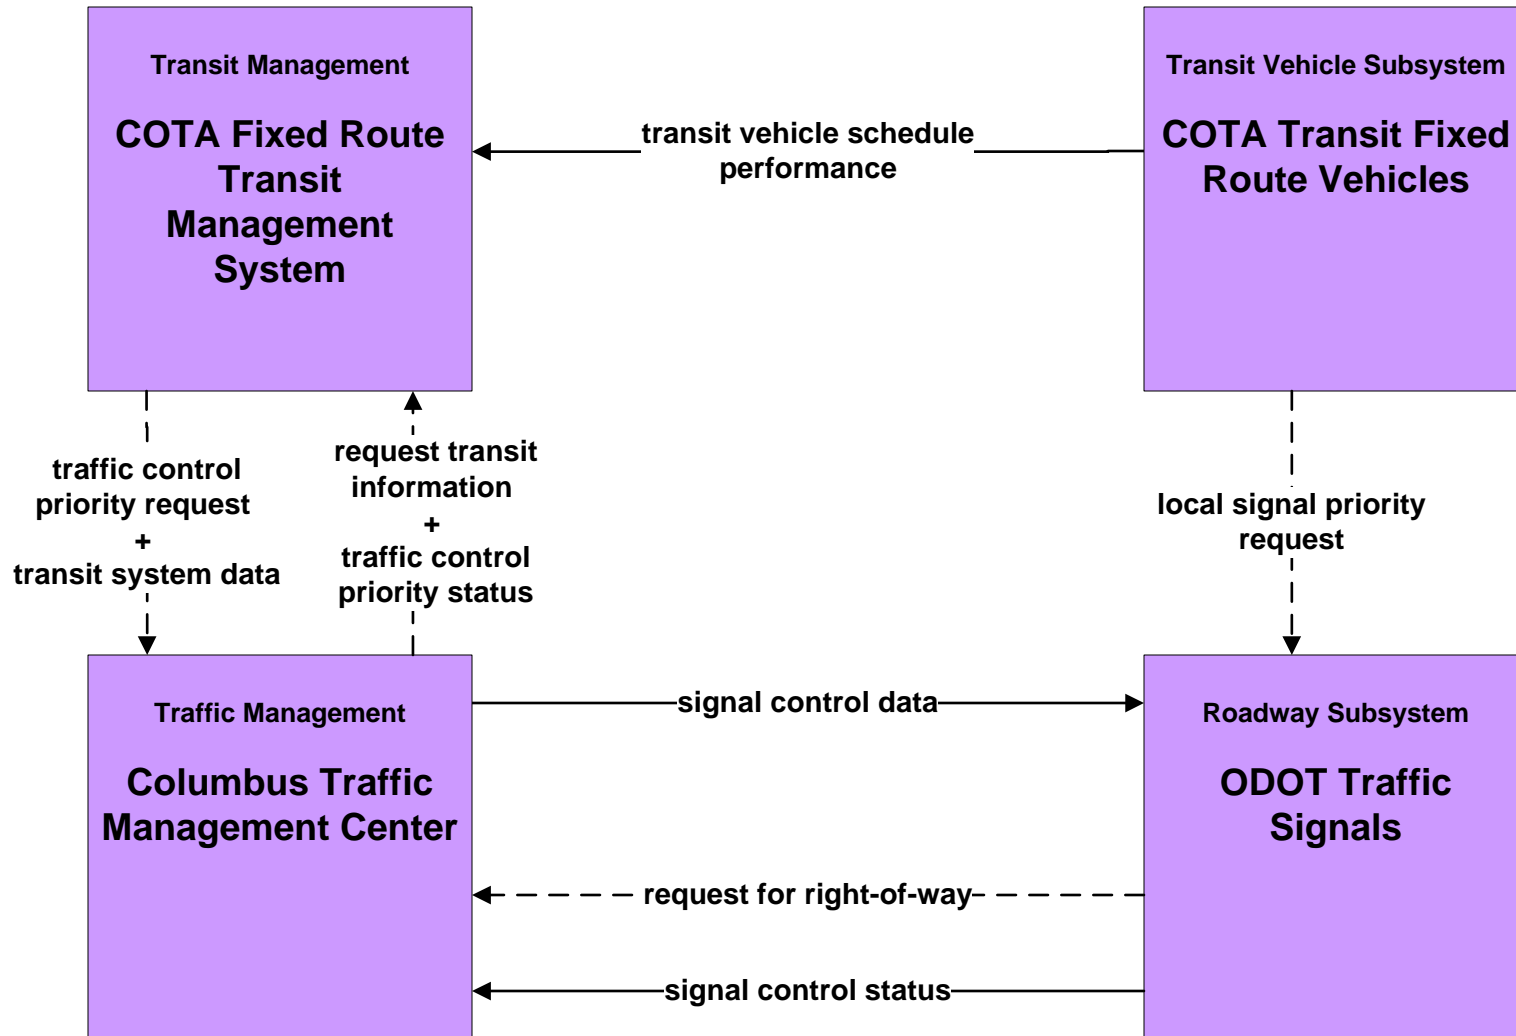 Transit Management
COTA Fixed Route
Transit
Management
System
transit vehicle schedule
performance
Transit Vehicle Subsystem
COTA Transit Fixed
Route Vehicles
traffic control
priority request
+
transit system data
request transit
information
+
traffic control
priority status
local signal priority
request
Traffic Management
Columbus Traffic
Management Center
signal control data
request for right-of-way
signal control status
Roadway Subsystem
ODOT Traffic
Signals